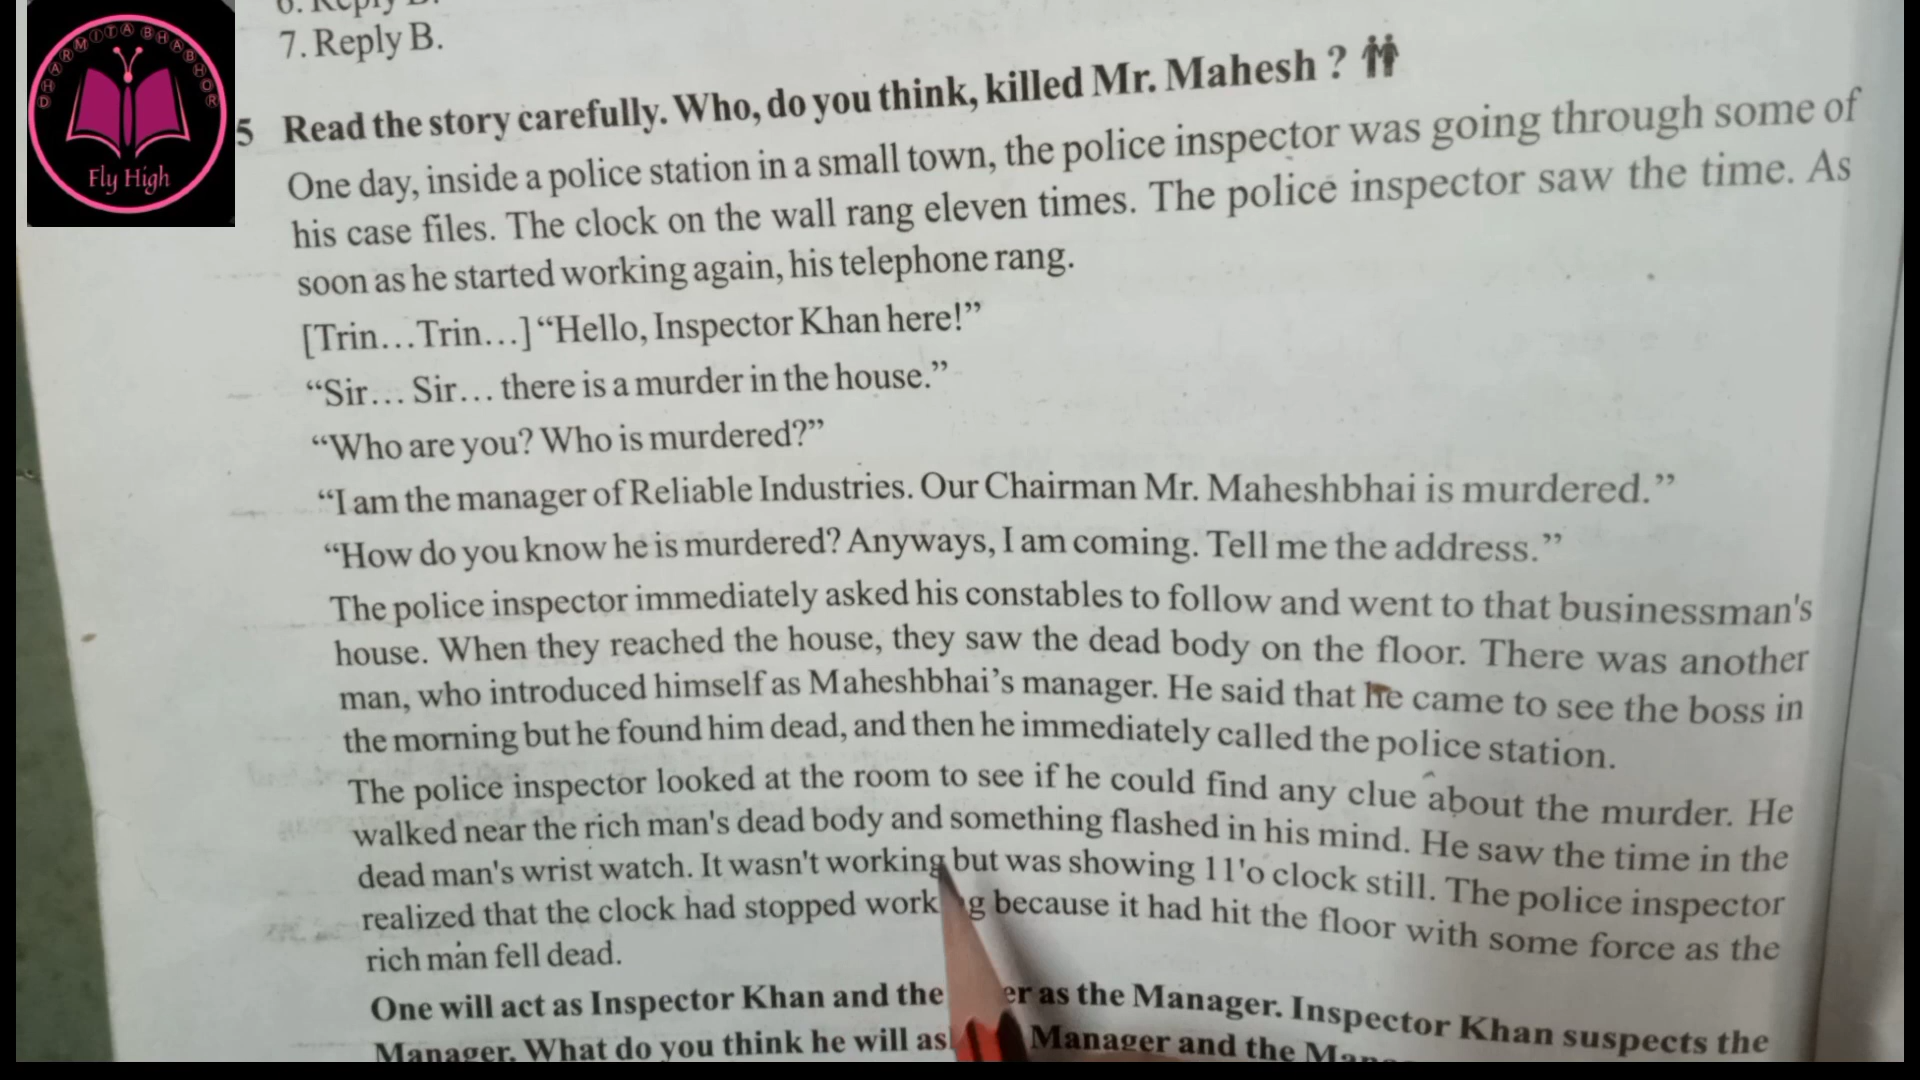 DHARMITA BHABHOR
Fly High
6. Reply B.
7. Reply B.
5 Read the story carefully. Who, do you think, killed Mr. Mahesh ?
One day, inside a police station in a small town, the police inspector was going through some of
his case files. The clock on the wall rang eleven times. The police inspector saw the time. As
soon as he started working again, his telephone rang.
[Trin…Trin…] “Hello, Inspector Khan here!”
“Sir… Sir… there is a murder in the house.”
“Who are you? Who is murdered?”
“I am the manager of Reliable Industries. Our Chairman Mr. Maheshbhai is murdered.”
“How do you know he is murdered? Anyways, I am coming. Tell me the address.”
The police inspector immediately asked his constables to follow and went to that businessman's
house. When they reached the house, they saw the dead body on the floor. There was another
man, who introduced himself as Maheshbhai’s manager. He said that he came to see the boss in
the morning but he found him dead, and then he immediately called the police station.
The police inspector looked at the room to see if he could find any clue about the murder. He
walked near the rich man's dead body and something flashed in his mind. He saw the time in the
dead man's wrist watch. It wasn't working but was showing 11'o clock still. The police inspector
realized that the clock had stopped working because it had hit the floor with some force as the
rich man fell dead.
One will act as Inspector Khan and the er as the Manager. Inspector Khan suspects the
Manager. What do you think he will as Manager and the